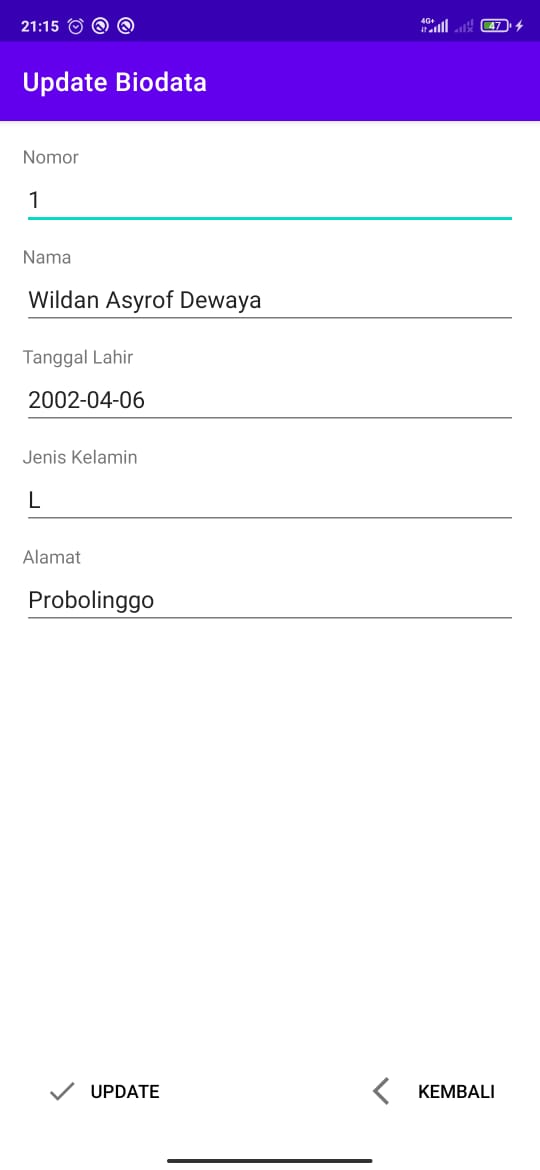 21:15 4G+ 47
Update Biodata
Nomor
1
Nama
Wildan Asyrof Dewaya
Tanggal Lahir
2002-04-06
Jenis Kelamin
L
Alamat
Probolinggo
UPDATE KEMBALI